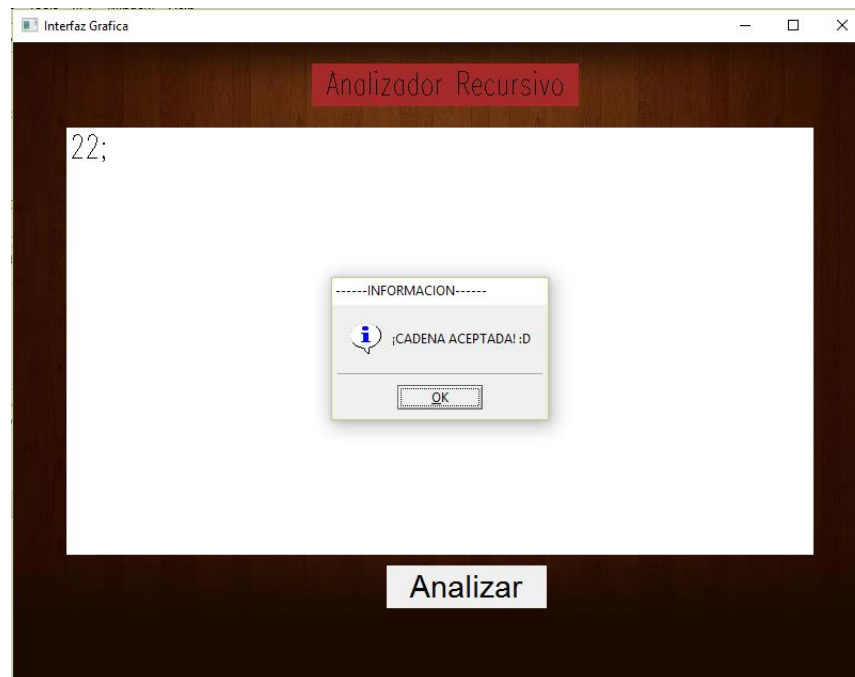 Interfaz Grafica
Analizador Recursivo
22;
------INFORMACION------
¡CADENA ACEPTADA! :D
OK
Analizar